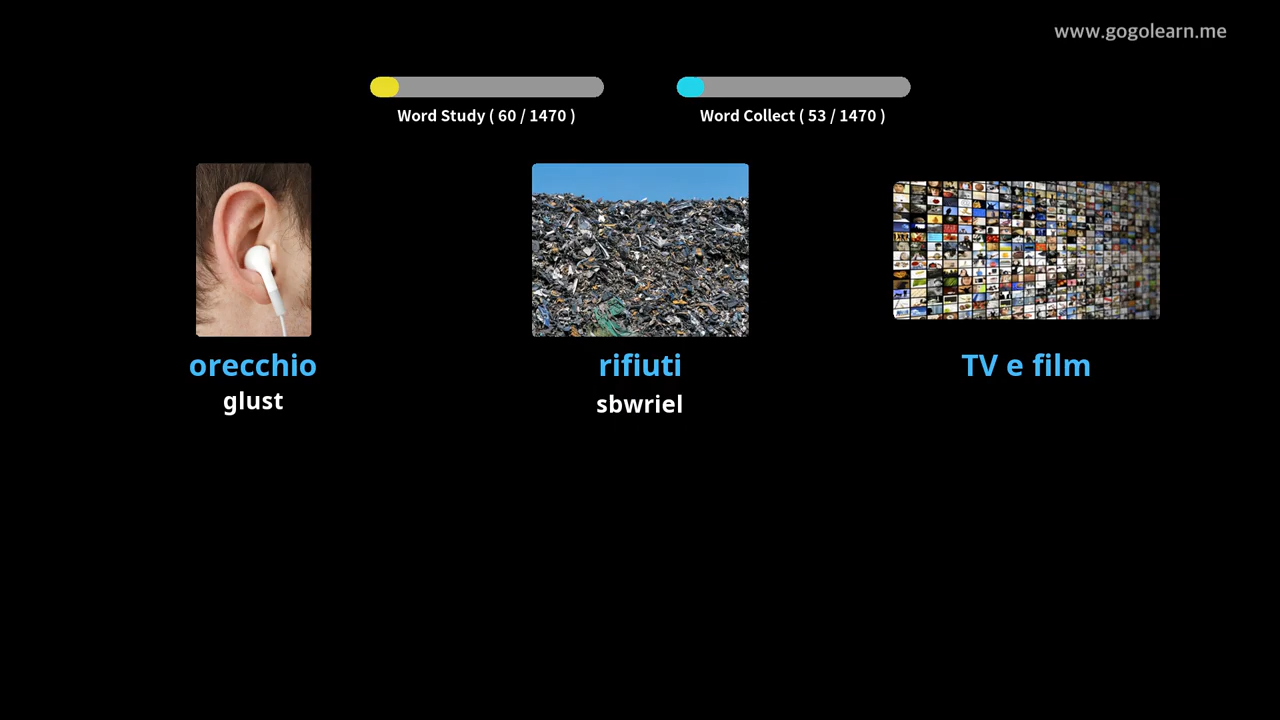 www.gogolearn.me
Word Study ( 60 / 1470 )
Word Collect ( 53 / 1470 )
orecchio
glust
rifiuti
sbwriel
TV e film